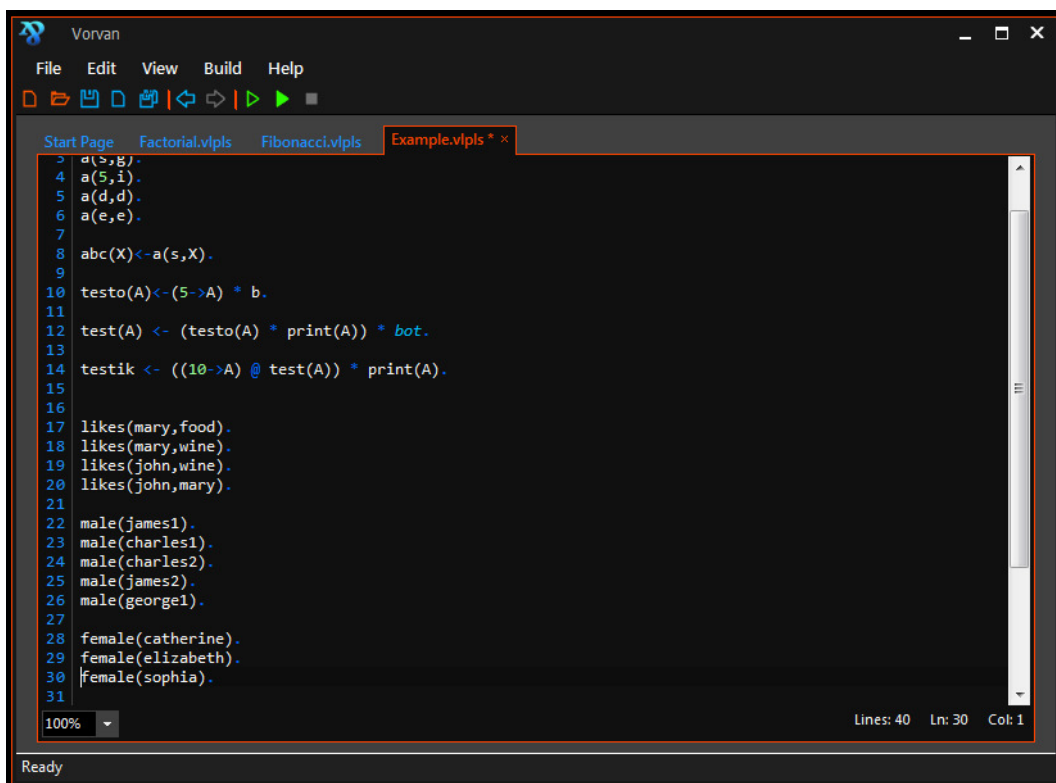 Vorvan
File Edit View Build Help
Start Page Factorial.vlpls Fibonacci.vlpls Example.vlpls * ×
3 a(s,g).
4 a(5,i).
5 a(d,d).
6 a(e,e).
7
8 abc(X)<-a(s,X).
9
10 testo(A)<-(5->A) * b.
11
12 test(A) <- (testo(A) * print(A)) * bot.
13
14 testik <- ((10->A) @ test(A)) * print(A).
15
16
17 likes(mary,food).
18 likes(mary,wine).
19 likes(john,wine).
20 likes(john,mary).
21
22 male(james1).
23 male(charles1).
24 male(charles2).
25 male(james2).
26 male(george1).
27
28 female(catherine).
29 female(elizabeth).
30 female(sophia).
31
100% Lines: 40 Ln: 30 Col: 1
Ready